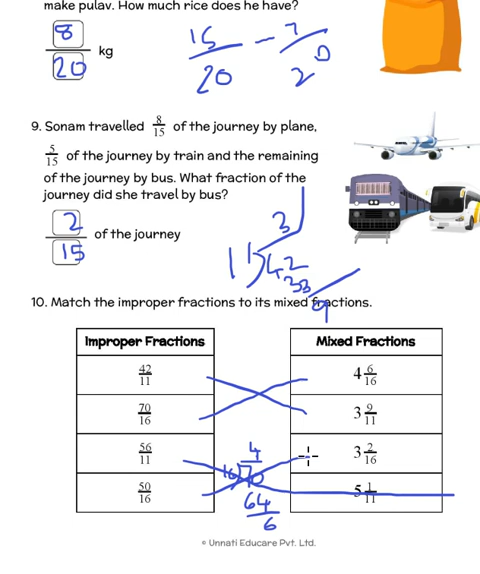 make pulav. How much rice does he have?
8/20 kg
15/20 - 7/20
9. Sonam travelled 8/15 of the journey by plane,
5/15 of the journey by train and the remaining
of the journey by bus. What fraction of the
journey did she travel by bus?
2/15 of the journey
3
11)42
33
9
10. Match the improper fractions to its mixed fractions.
Improper Fractions Mixed Fractions
42/11 4 6/16
70/16 3 9/11
56/11 3 2/16
50/16 5 1/11
4
16)70
64
6
© Unnati Educare Pvt. Ltd.